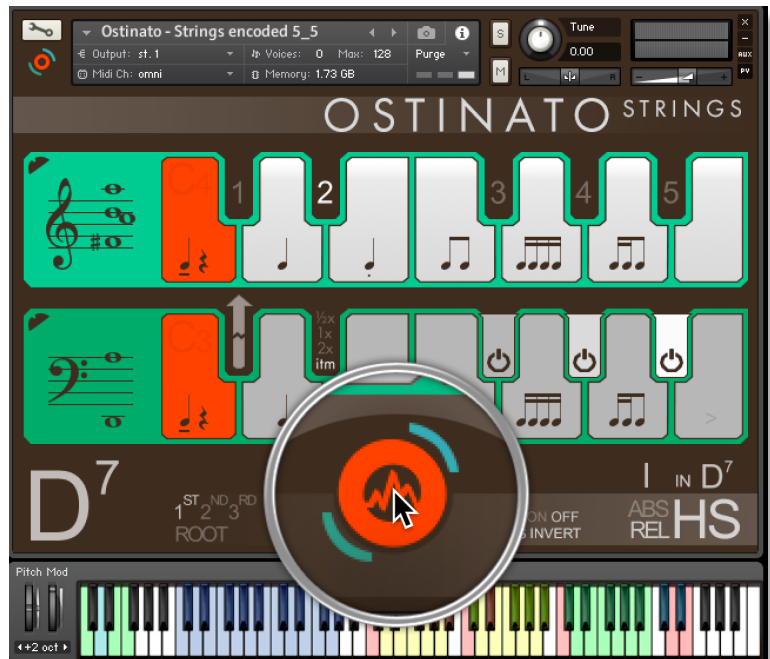 Ostinato - Strings encoded 5_5
Output: st.1
Voices: 0 Max: 128
Purge
Midi Ch: omni
Memory: 1.73 GB
S
M
Tune
0.00
L R
- +
×
-
AUX
PV
OSTINATO STRINGS
C4
1 2 3 4 5
C3
½x
1x
2x
itm
>
D7
1ST 2ND 3RD
ROOT
ON OFF
INVERT
I IN D7
ABS
REL
HS
Pitch Mod
+2 oct